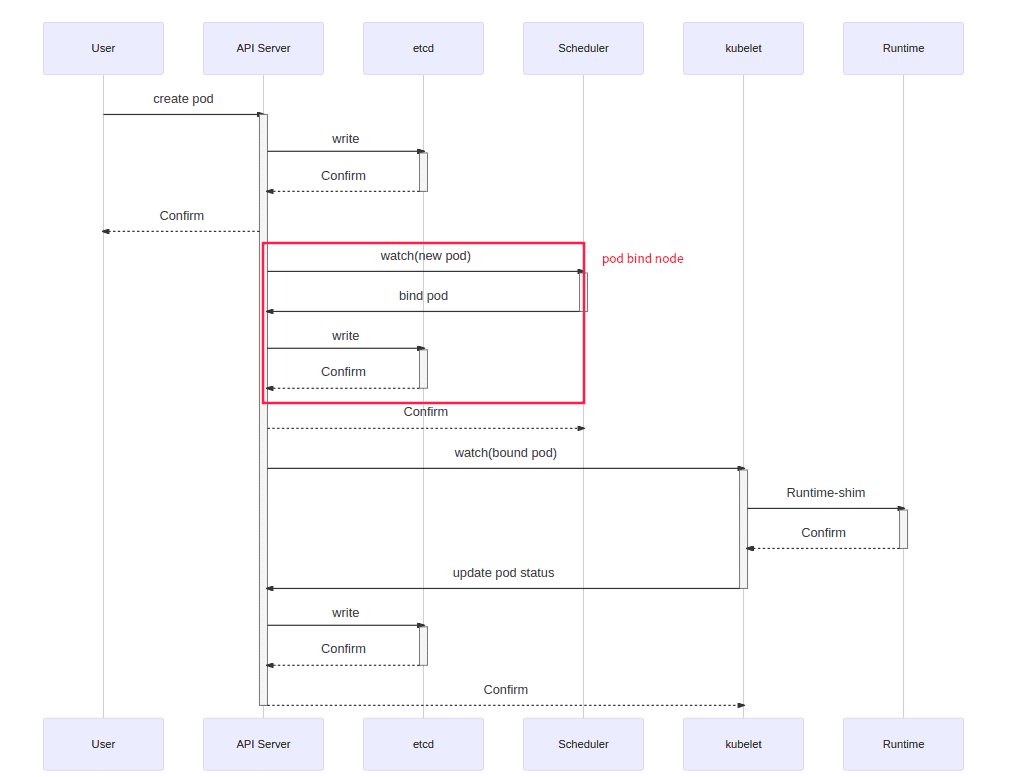 User API Server etcd Scheduler kubelet Runtime
create pod
write
Confirm
Confirm
watch(new pod)
pod bind node
bind pod
write
Confirm
Confirm
watch(bound pod)
Runtime-shim
Confirm
update pod status
write
Confirm
Confirm
User API Server etcd Scheduler kubelet Runtime